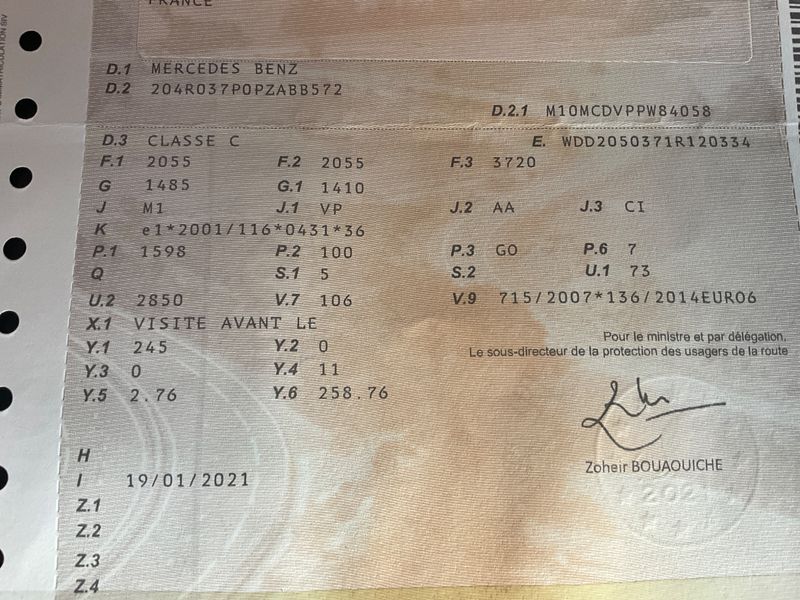 FRANCE
D.1 MERCEDES BENZ
D.2 204R037P0PZABB572
D.2.1 M10MCDVPPW84058
D.3 CLASSE C E. WDD2050371R120334
F.1 2055 F.2 2055 F.3 3720
G 1485 G.1 1410
J M1 J.1 VP J.2 AA J.3 CI
K e1*2001/116*0431*36
P.1 1598 P.2 100 P.3 GO P.6 7
Q S.1 5 S.2 U.1 73
U.2 2850 V.7 106 V.9 715/2007*136/2014EURO6
X.1 VISITE AVANT LE
Y.1 245 Y.2 0
Y.3 0 Y.4 11
Y.5 2.76 Y.6 258.76
Pour le ministre et par délégation,
Le sous-directeur de la protection des usagers de la route
Zoheir BOUAOUICHE
H
I 19/01/2021
Z.1
Z.2
Z.3
Z.4